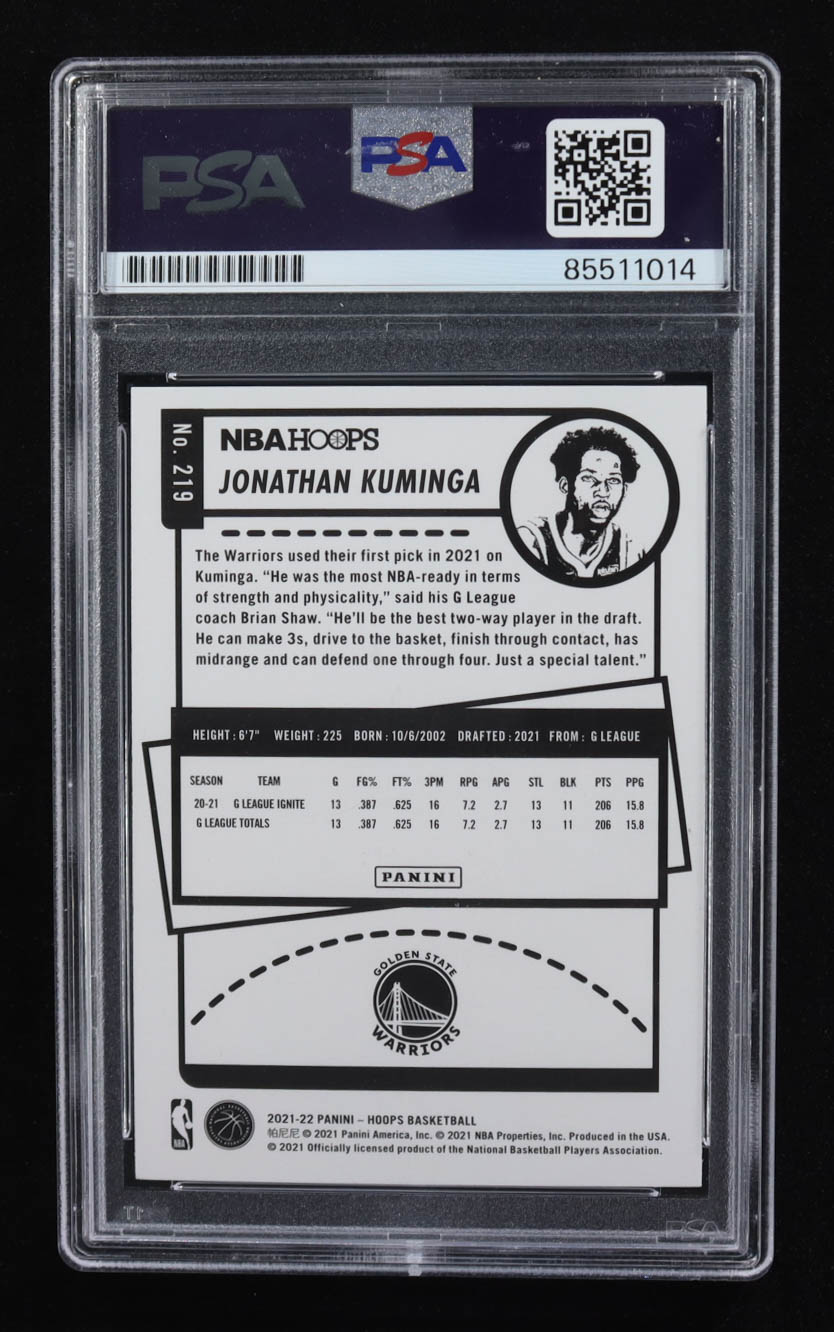 PSA
PSA
85511014
No. 219
NBA HOOPS
JONATHAN KUMINGA
The Warriors used their first pick in 2021 on
Kuminga. “He was the most NBA-ready in terms
of strength and physicality,” said his G League
coach Brian Shaw. “He’ll be the best two-way player in the draft.
He can make 3s, drive to the basket, finish through contact, has
midrange and can defend one through four. Just a special talent.”
HEIGHT: 6'7" WEIGHT: 225 BORN: 10/6/2002 DRAFTED: 2021 FROM: G LEAGUE
SEASON TEAM G FG% FT% 3PM RPG APG STL BLK PTS PPG
20-21 G LEAGUE IGNITE 13 .387 .625 16 7.2 2.7 13 11 206 15.8
G LEAGUE TOTALS 13 .387 .625 16 7.2 2.7 13 11 206 15.8
PANINI
GOLDEN STATE
WARRIORS
2021-22 PANINI – HOOPS BASKETBALL
帕尼尼 © 2021 Panini America, Inc. © 2021 NBA Properties, Inc. Produced in the USA.
© 2021 Officially licensed product of the National Basketball Players Association.
NBA
PSA